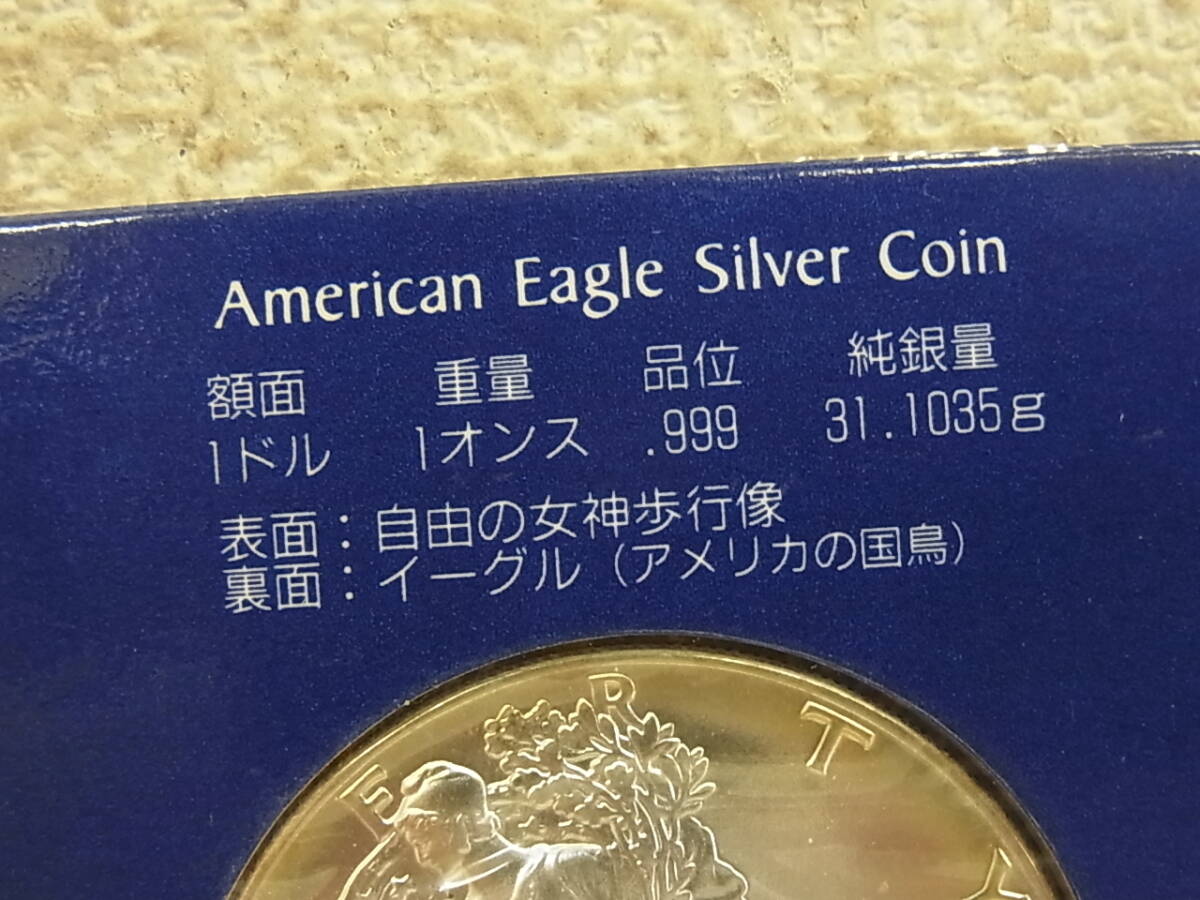 American Eagle Silver Coin
額面 重量 品位 純銀量
1ドル 1オンス .999 31.1035g
表面：自由の女神歩行像
裏面：イーグル（アメリカの国鳥）
E R T Y